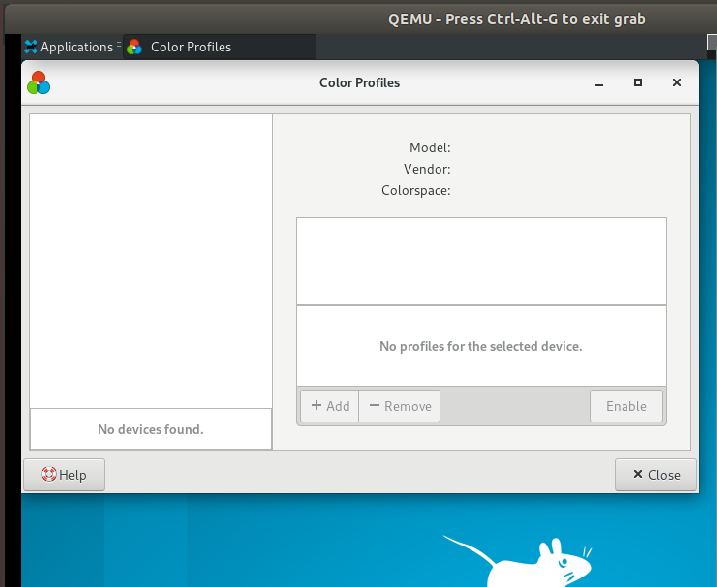 QEMU - Press Ctrl-Alt-G to exit grab
Applications
Color Profiles
Color Profiles
Model:
Vendor:
Colorspace:
No profiles for the selected device.
+ Add
− Remove
Enable
No devices found.
Help
Close